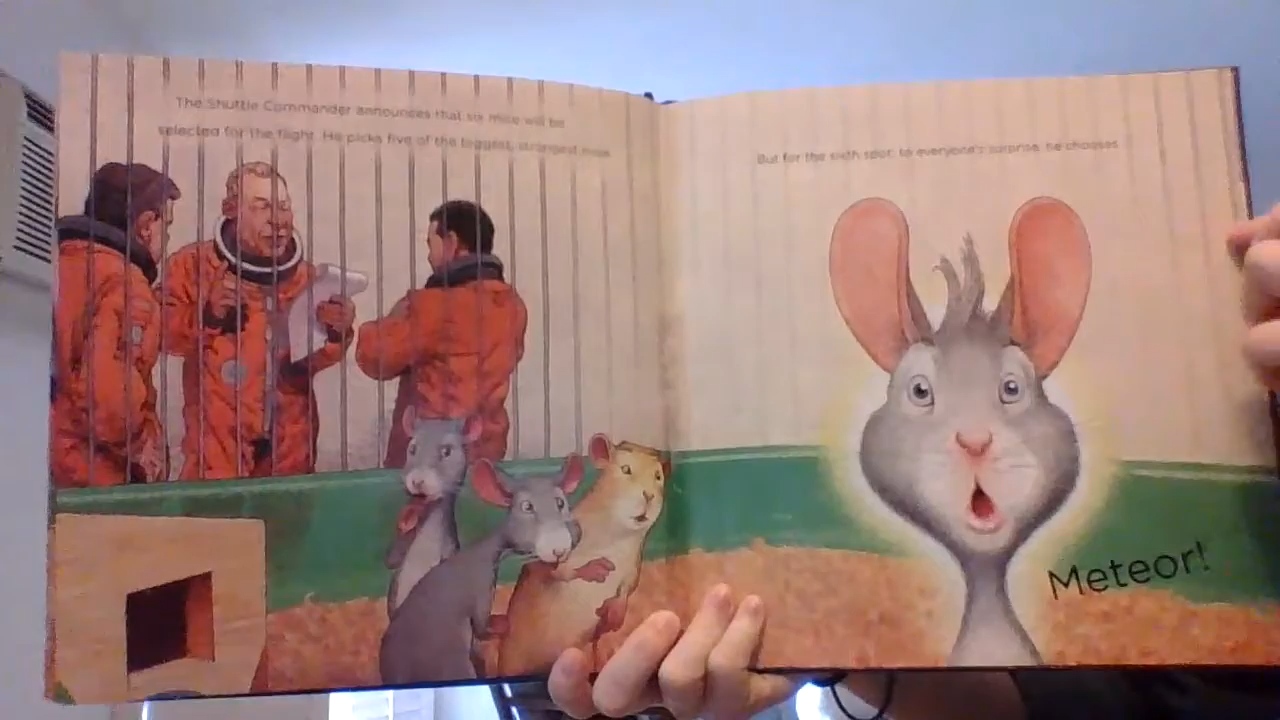 The Shuttle Commander announces that six mice will be
selected for the flight. He picks five of the biggest, strongest mice.
But for the sixth spot, to everyone's surprise, he chooses
Meteor!